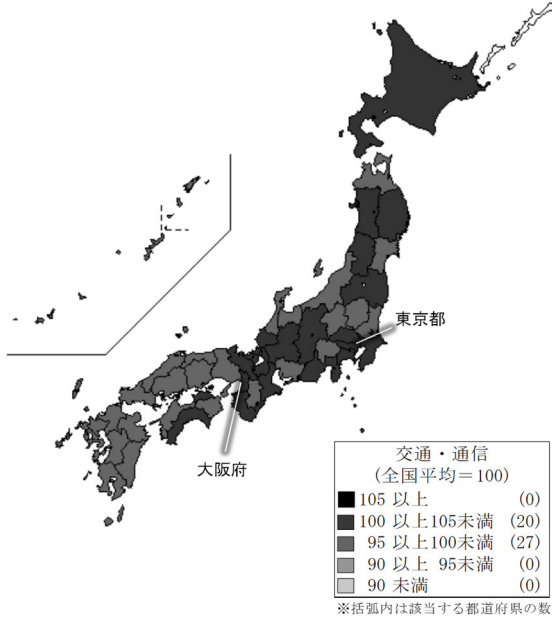 東京都
大阪府
交通・通信
(全国平均=100)
105 以上 (0)
100 以上105未満 (20)
95 以上100未満 (27)
90 以上 95未満 (0)
90 未満 (0)
※括弧内は該当する都道府県の数